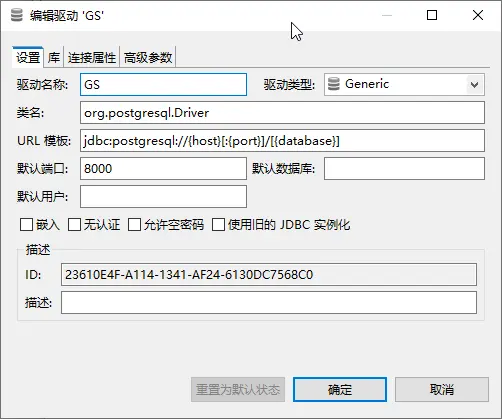 编辑驱动 'GS'
设置 库 连接属性 高级参数
驱动名称: GS 驱动类型: Generic
类名: org.postgresql.Driver
URL 模板: jdbc:postgresql://{host}[:{port}]/[{database}]
默认端口: 8000 默认数据库:
默认用户:
嵌入 无认证 允许空密码 使用旧的 JDBC 实例化
描述
ID: 23610E4F-A114-1341-AF24-6130DC7568C0
描述:
重置为默认状态 确定 取消